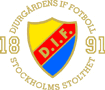 DJURGÅRDENS IF FOTBOLL
18 91
D.I.F.
STOCKHOLMS STOLTHET